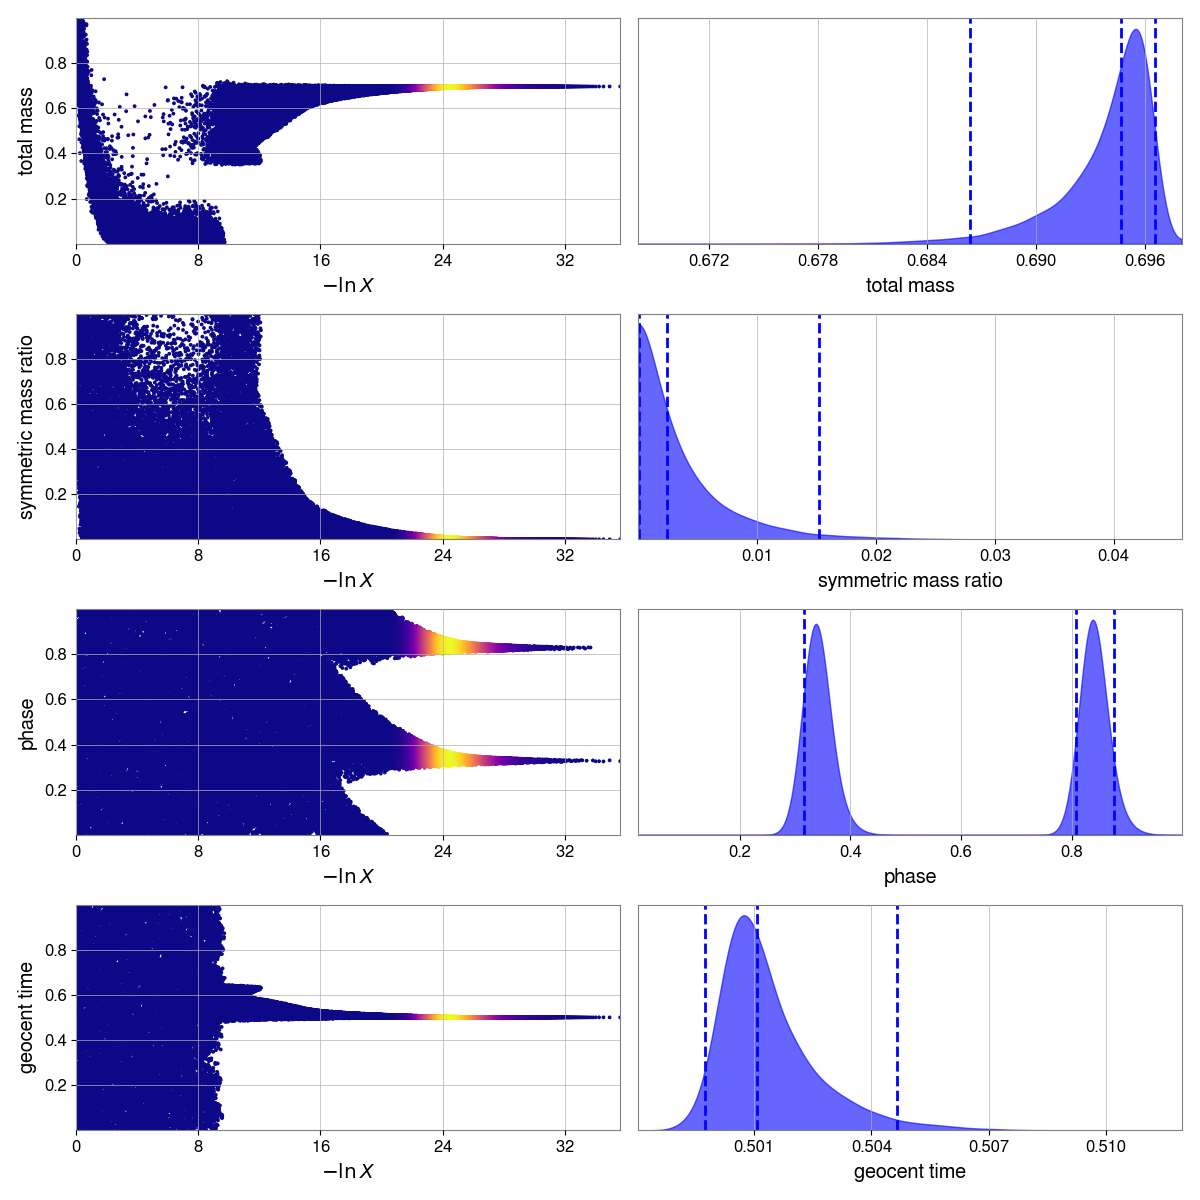 0.8
0.6
0.4
0.2
total mass
0 8 16 24 32
−ln X
0.672 0.678 0.684 0.690 0.696
total mass
0.8
0.6
0.4
0.2
symmetric mass ratio
0 8 16 24 32
−ln X
0.01 0.02 0.03 0.04
symmetric mass ratio
0.8
0.6
0.4
0.2
phase
0 8 16 24 32
−ln X
0.2 0.4 0.6 0.8
phase
0.8
0.6
0.4
0.2
geocent time
0 8 16 24 32
−ln X
0.501 0.504 0.507 0.510
geocent time